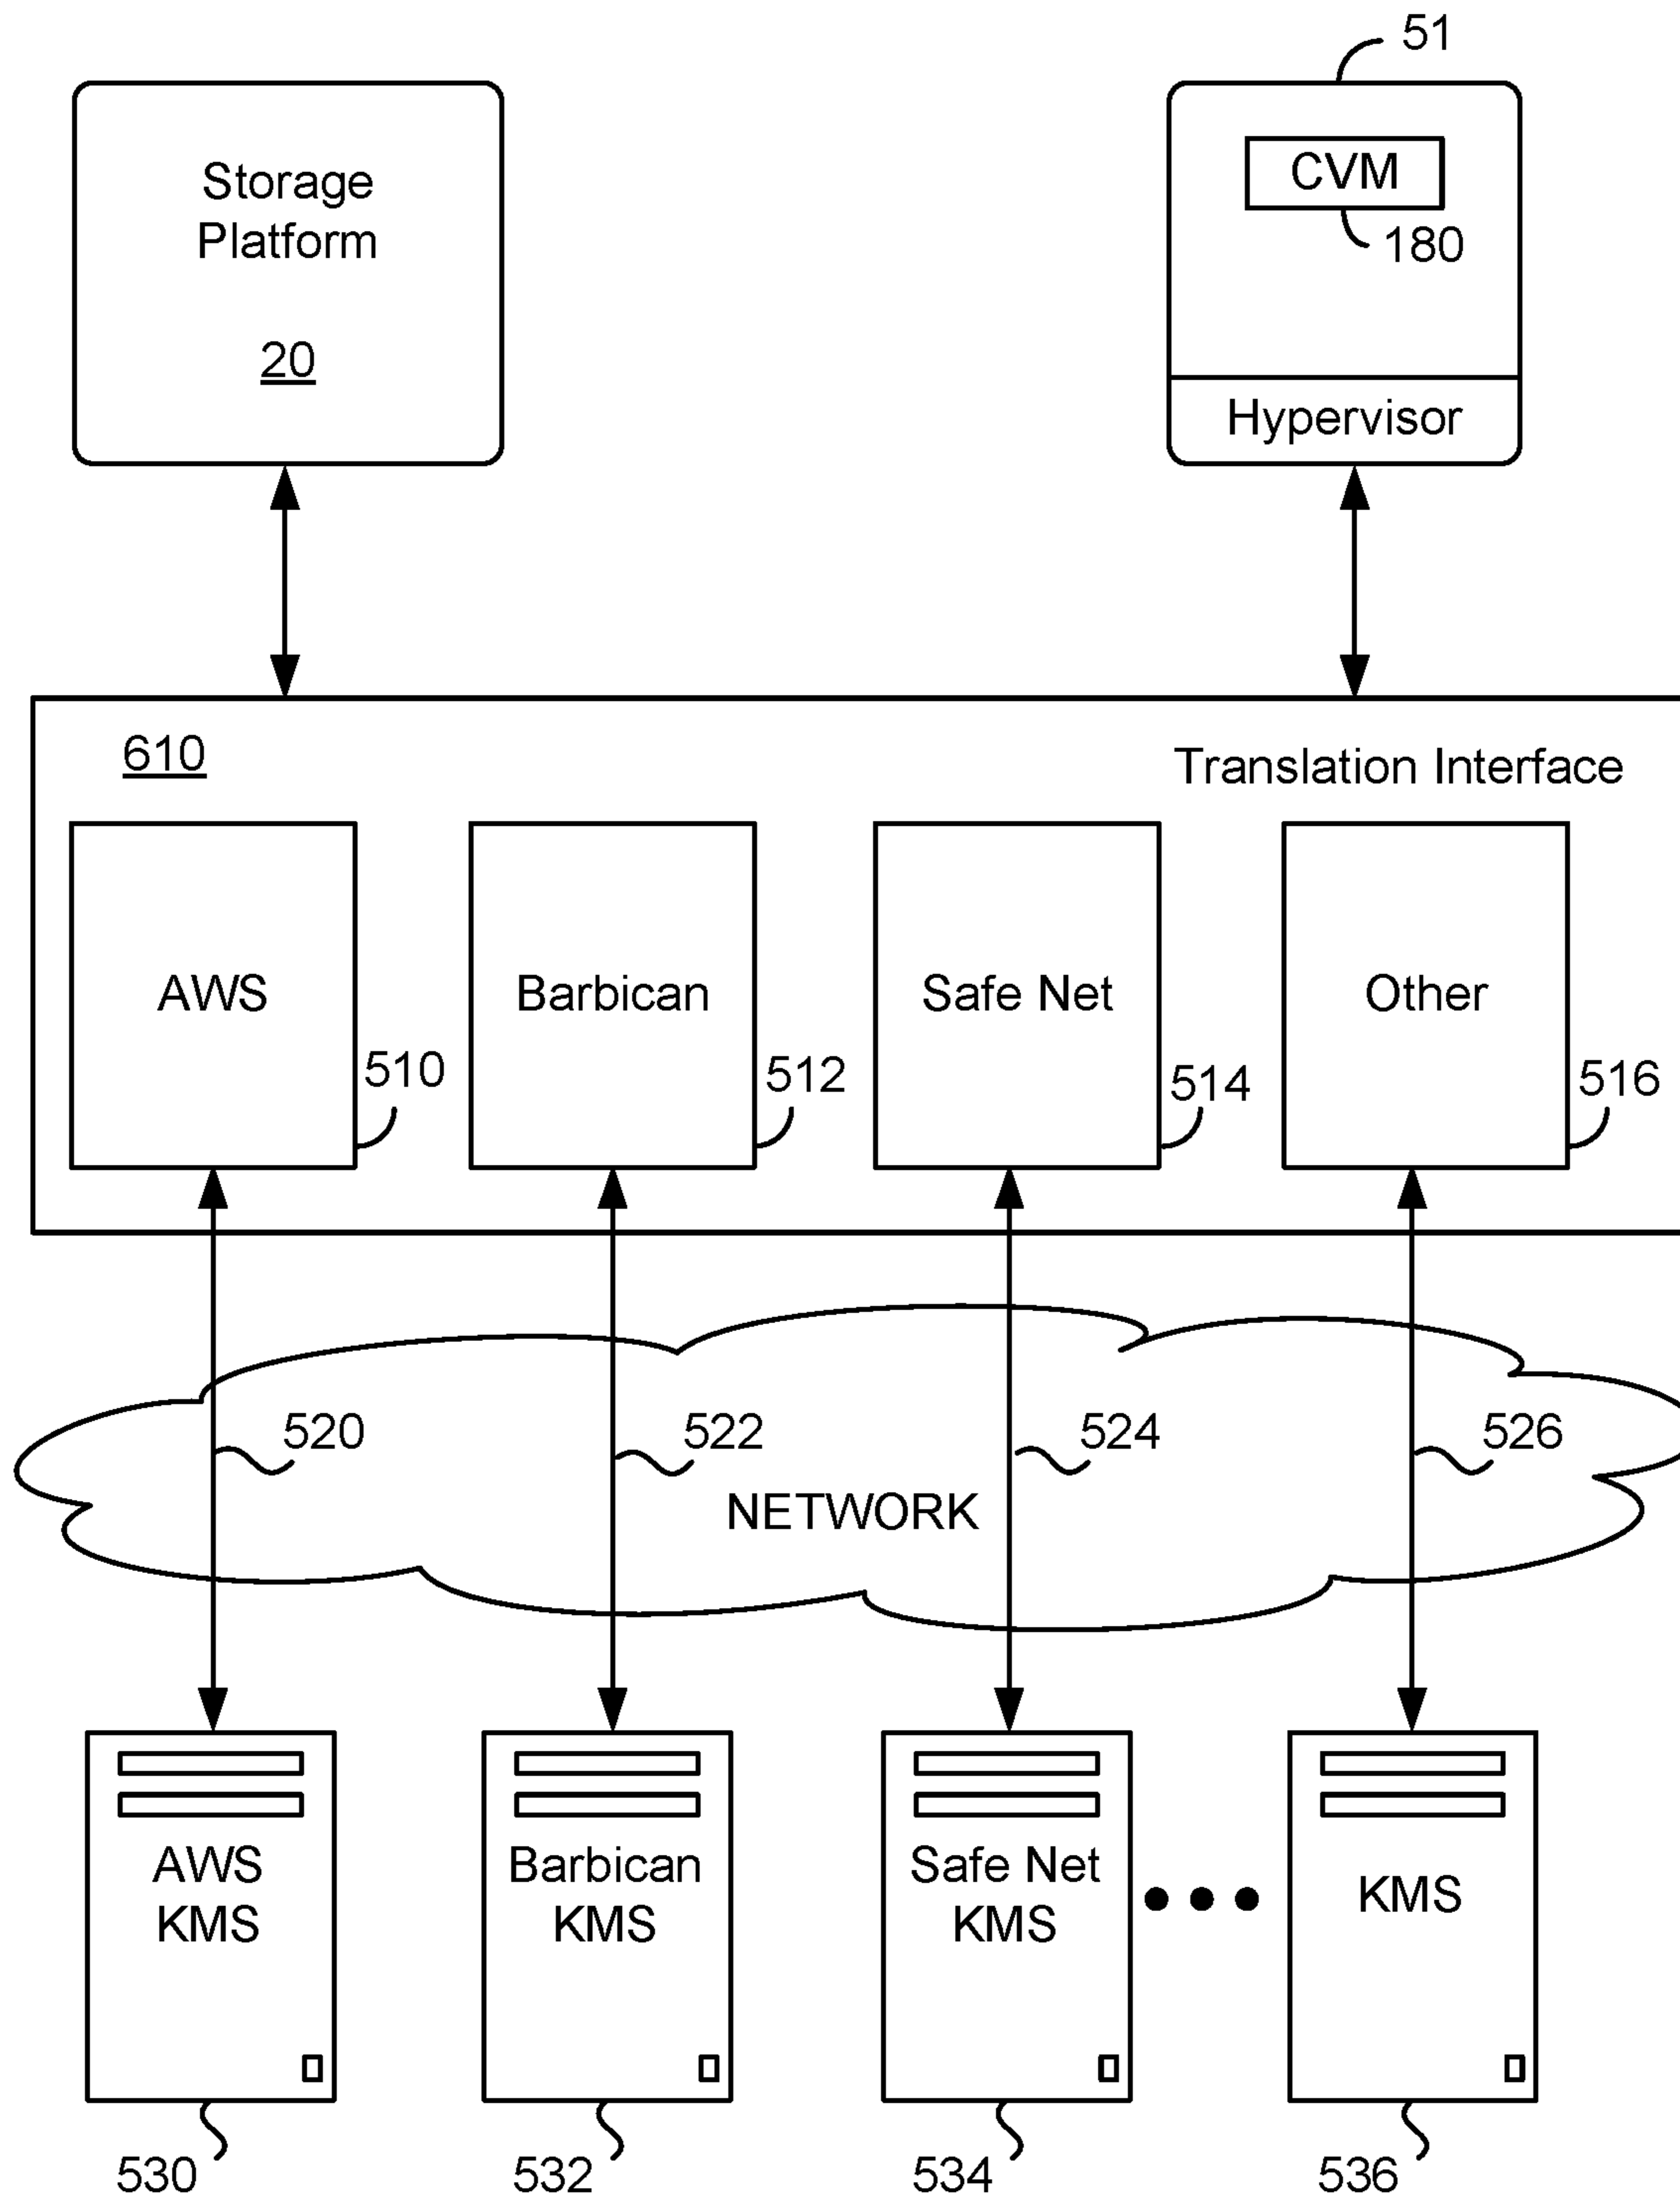 51
Storage
Platform
20
CVM
180
Hypervisor
610
Translation Interface
AWS
Barbican
Safe Net
Other
510
512
514
516
520
522
524
526
NETWORK
AWS
KMS
Barbican
KMS
Safe Net
KMS
KMS
530
532
534
536